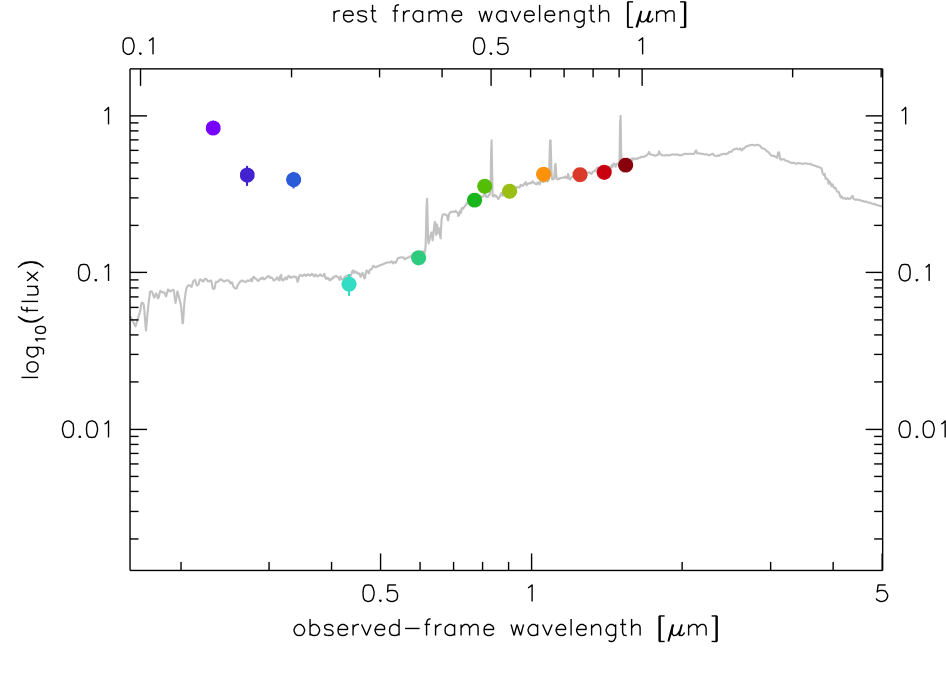 rest frame wavelength [μm]
0.1 0.5 1
1 1
0.1 0.1
0.01 0.01
log10(flux)
0.5 1 5
observed-frame wavelength [μm]